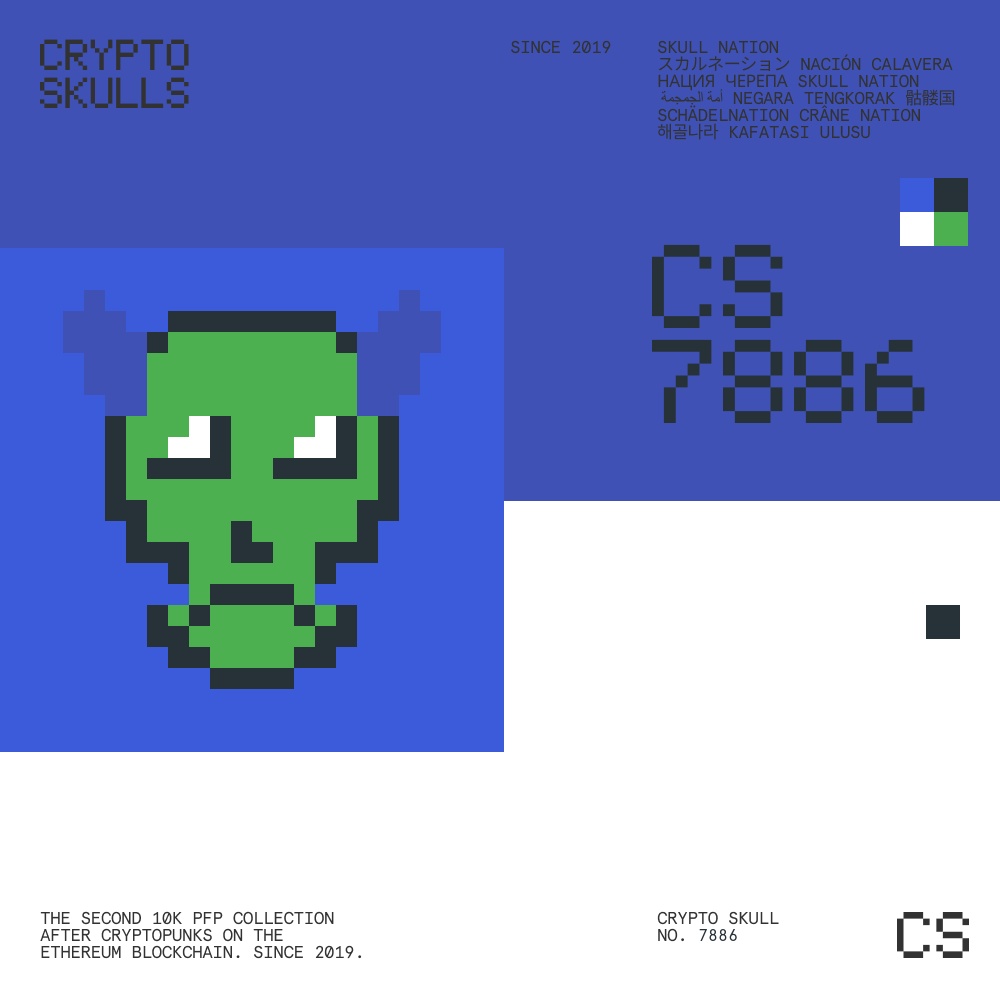 CRYPTO
SKULLS
SINCE 2019
SKULL NATION
スカルネーション NACIÓN CALAVERA
НАЦИЯ ЧЕРЕПА SKULL NATION
أمة الجمجمة NEGARA TENGKORAK 骷髅国
SCHÄDELNATION CRÂNE NATION
해골나라 KAFATASI ULUSU
CS
7886
THE SECOND 10K PFP COLLECTION
AFTER CRYPTOPUNKS ON THE
ETHEREUM BLOCKCHAIN. SINCE 2019.
CRYPTO SKULL
NO. 7886
CS